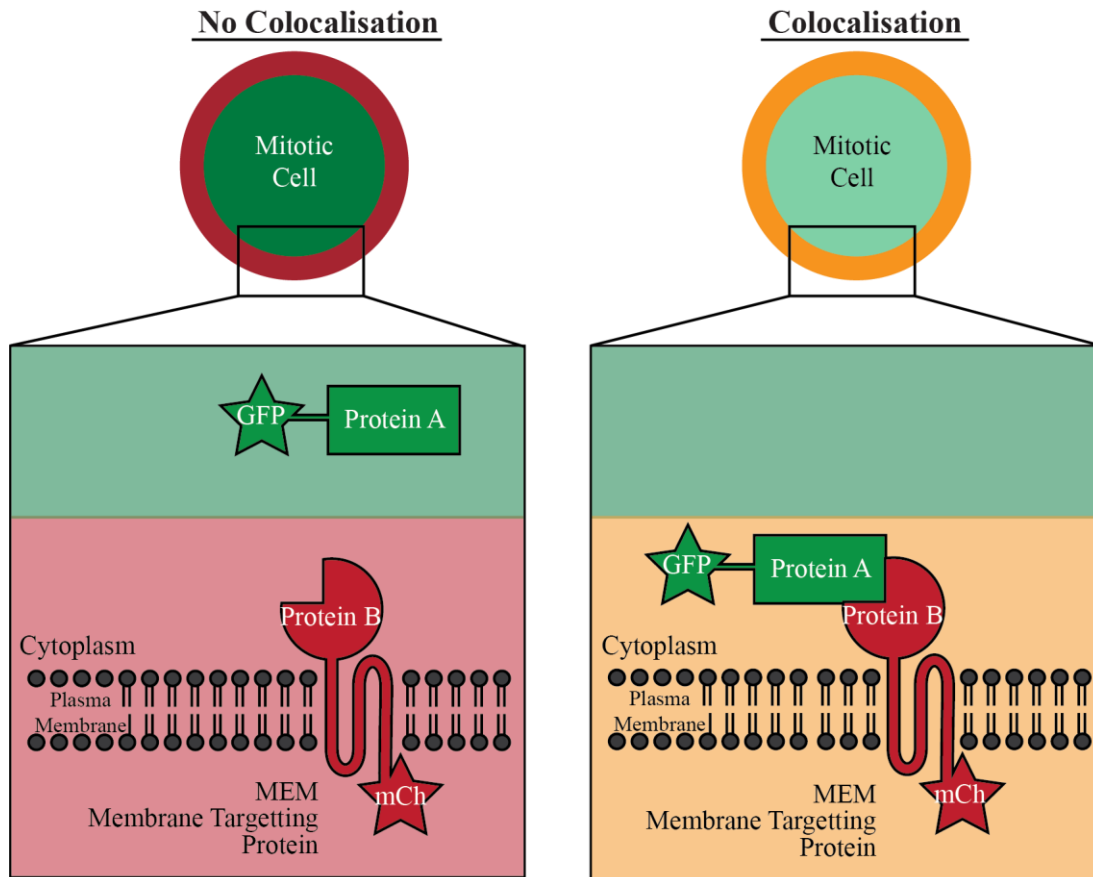 No Colocalisation
Mitotic
Cell
GFP
Protein A
Protein B
Cytoplasm
Plasma
Membrane
mCh
MEM
Membrane Targetting
Protein
Colocalisation
Mitotic
Cell
GFP
Protein A
Protein B
Cytoplasm
Plasma
Membrane
mCh
MEM
Membrane Targetting
Protein